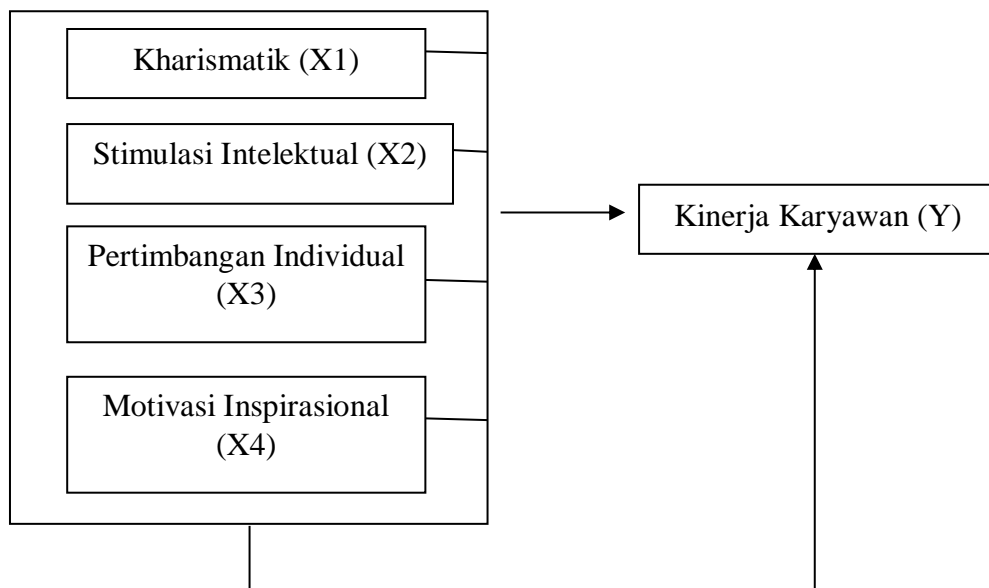 Kharismatik (X1)
Stimulasi Intelektual (X2)
Pertimbangan Individual
(X3)
Motivasi Inspirasional
(X4)
Kinerja Karyawan (Y)